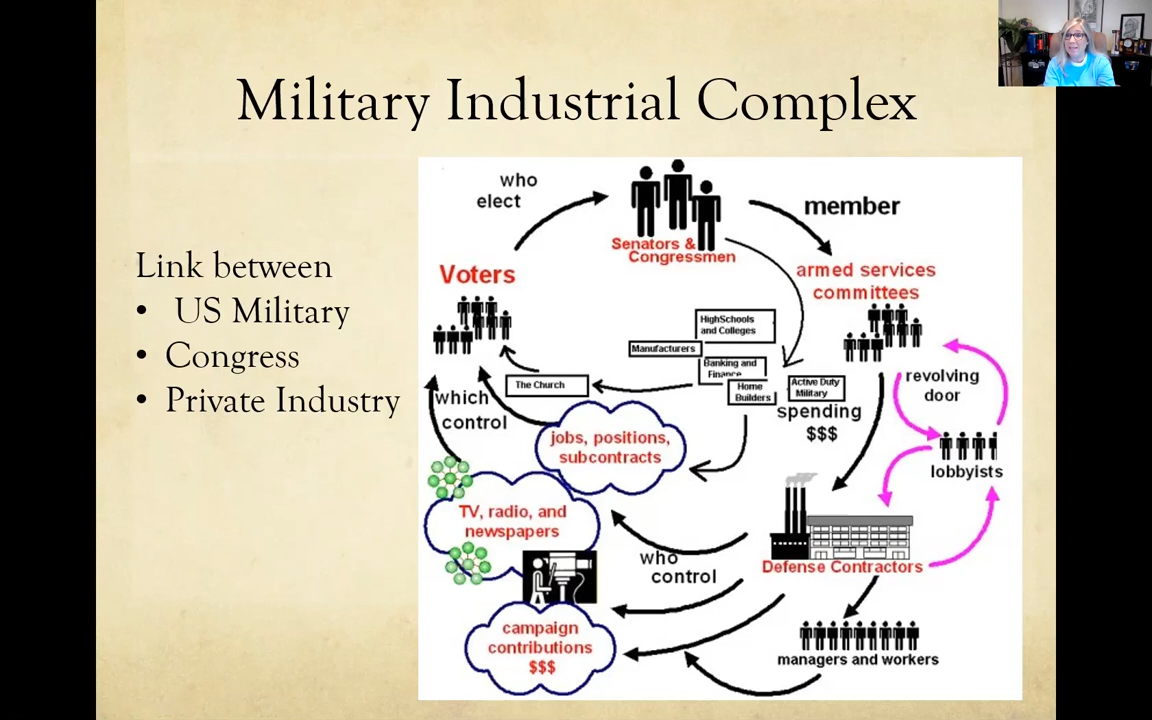 Military Industrial Complex
Link between
• US Military
• Congress
• Private Industry
who
elect
Senators &
Congressmen
member
armed services
committees
Voters
HighSchools
and Colleges
Manufacturers
Banking and
Finance
Home
Builders
Active Duty
Military
The Church
spending
$$$
revolving
door
lobbyists
which
control
jobs, positions,
subcontracts
TV, radio, and
newspapers
who
control
Defense Contractors
campaign
contributions
$$$
managers and workers